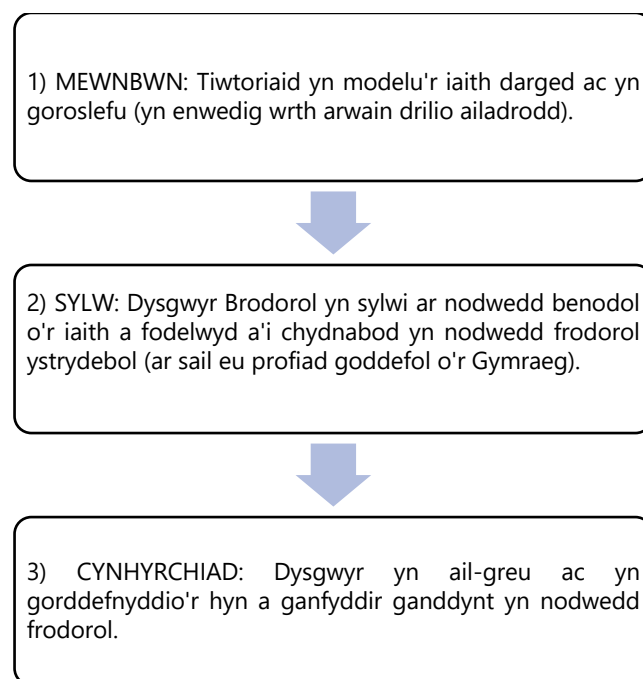 1) MEWNBWN: Tiwtoriaid yn modelu'r iaith darged ac yn
goroslefu (yn enwedig wrth arwain drilio ailadrodd).
2) SYLW: Dysgwyr Brodorol yn sylwi ar nodwedd benodol
o'r iaith a fodelwyd a'i chydnabod yn nodwedd frodorol
ystrydebol (ar sail eu profiad goddefol o'r Gymraeg).
3) CYNHYRCHIAD: Dysgwyr yn ail-greu ac yn
gorddefnyddio'r hyn a ganfyddir ganddynt yn nodwedd
frodorol.